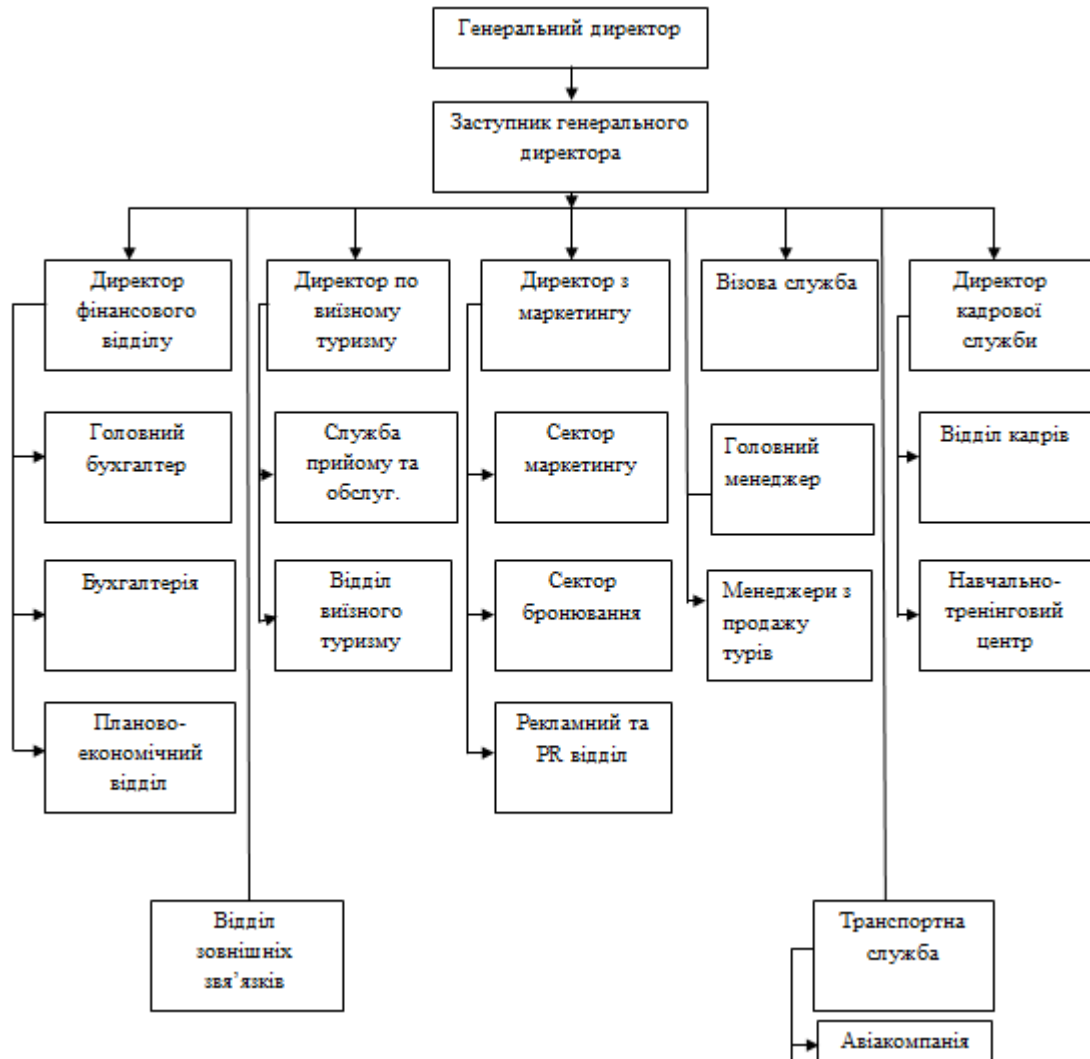 Генеральний директор
Заступник генерального
директора
Директор
фінансового
відділу
Директор по
виїзному
туризму
Директор з
маркетингу
Візова служба
Директор
кадрової
служби
Головний
бухгалтер
Служба
прийому та
обслуг.
Сектор
маркетингу
Головний
менеджер
Відділ кадрів
Бухгалтерія
Відділ
виїзного
туризму
Сектор
бронювання
Менеджери з
продажу
турів
Навчально-
тренінговий
центр
Планово-
економічний
відділ
Рекламний та
PR відділ
Відділ
зовнішніх
звя’язків
Транспортна
служба
Авіакомпанія